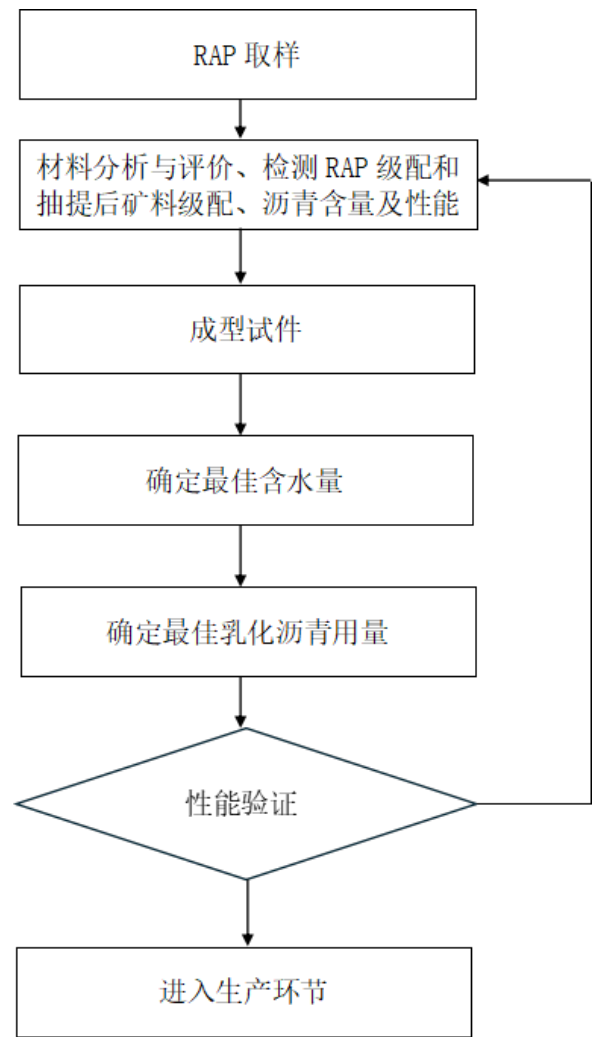 RAP 取样
材料分析与评价、检测 RAP 级配和
抽提后矿料级配、沥青含量及性能
成型试件
确定最佳含水量
确定最佳乳化沥青用量
性能验证
进入生产环节